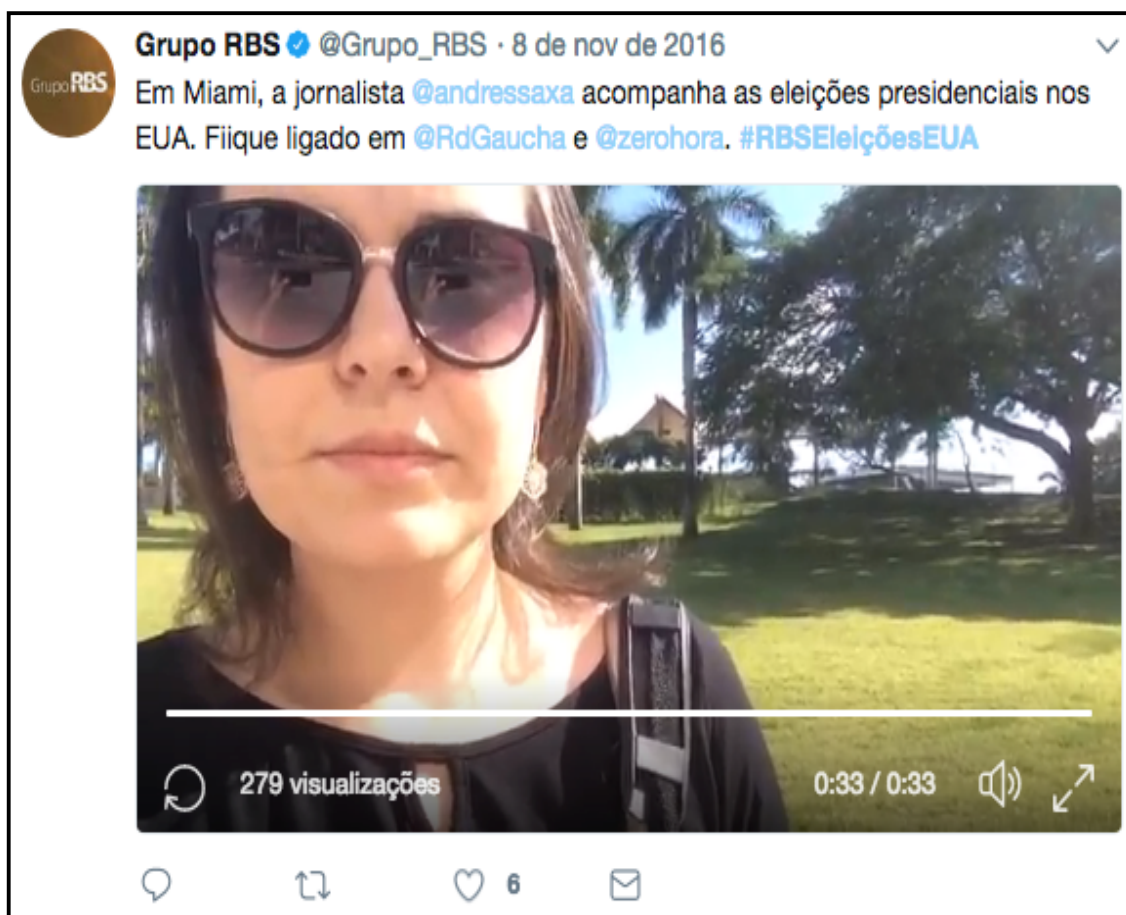 Grupo RBS @Grupo_RBS · 8 de nov de 2016
Grupo RBS
Em Miami, a jornalista @andressaxa acompanha as eleições presidenciais nos
EUA. Fiique ligado em @RdGaucha e @zerohora. #RBSEleiçõesEUA
279 visualizações
0:33 / 0:33
6